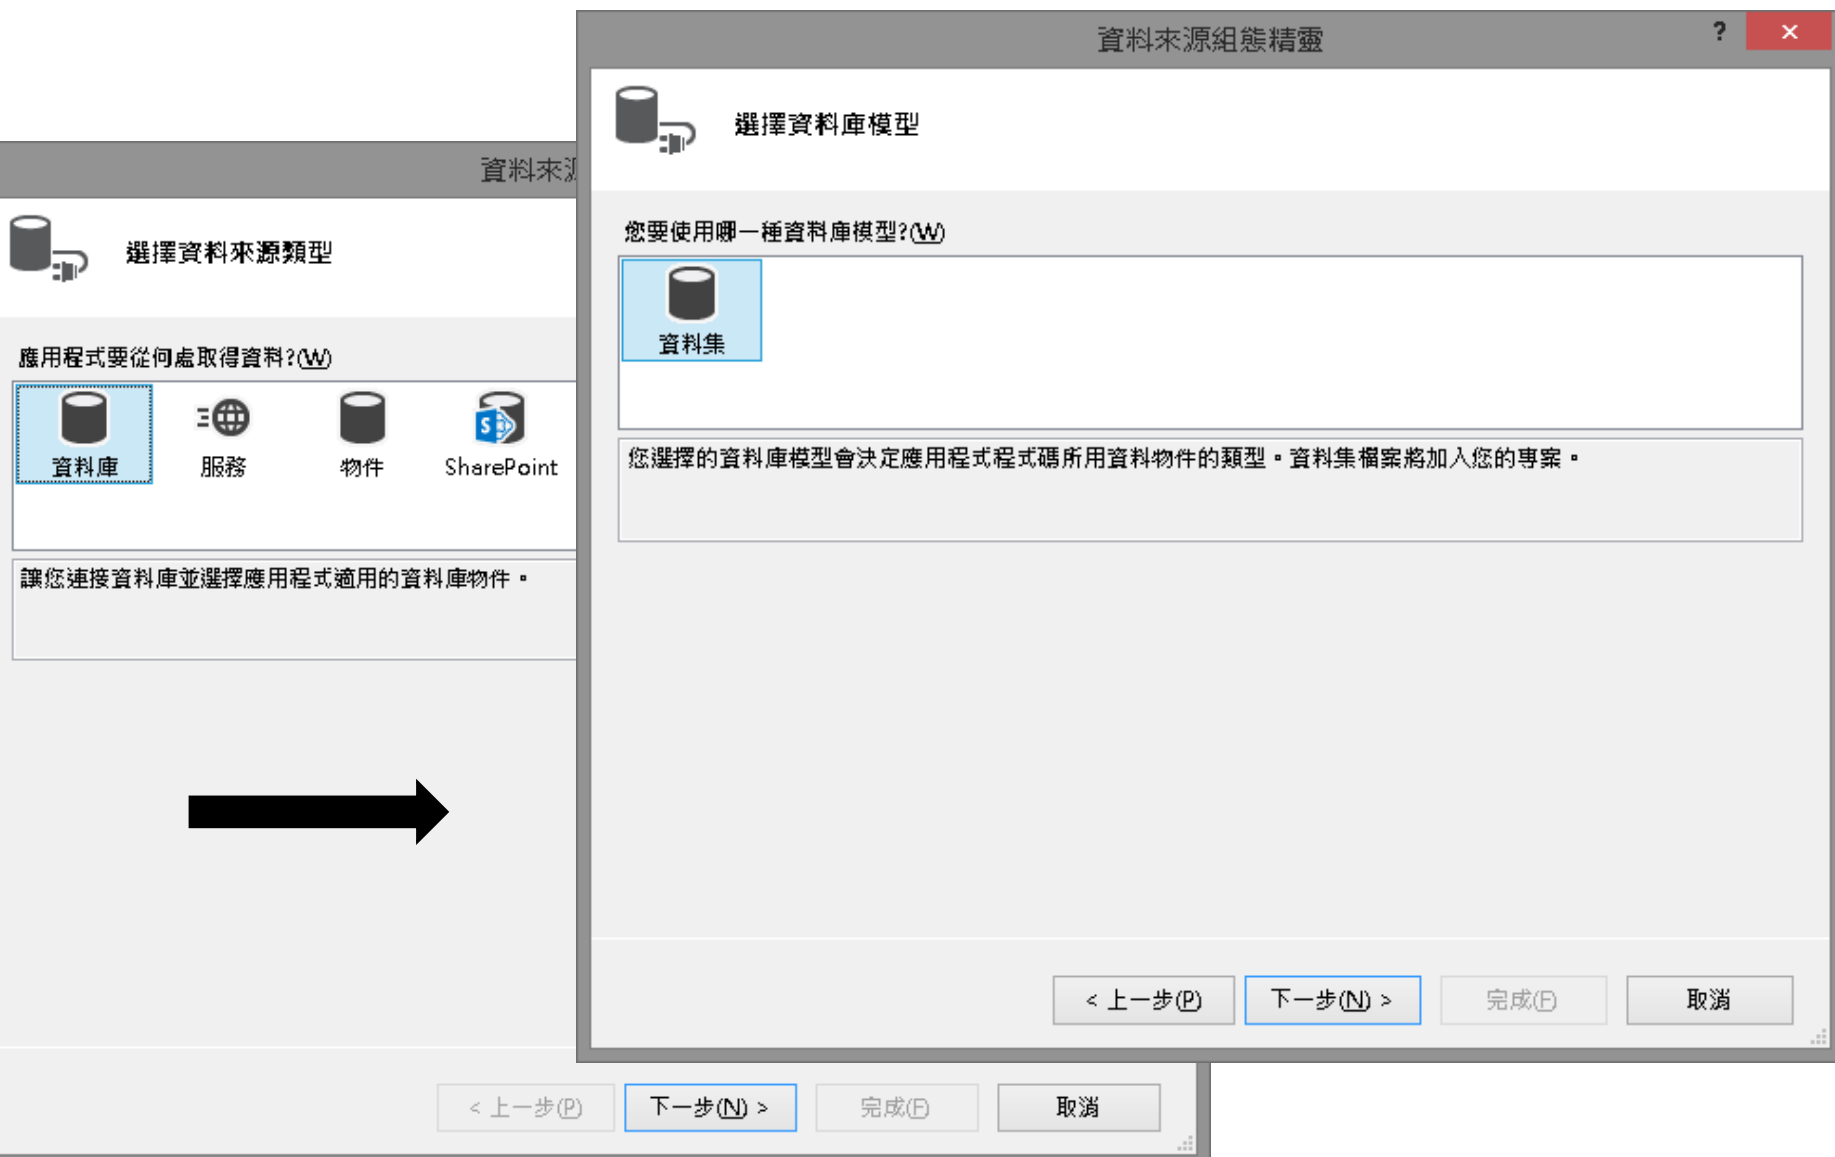 資料來源組態精靈
?
選擇資料庫模型
您要使用哪一種資料庫模型?(W)
資料集
您選擇的資料庫模型會決定應用程式程式碼所用資料物件的類型。資料集檔案將加入您的專案。
< 上一步(P)
下一步(N) >
完成(F)
取消
資料來源
選擇資料來源類型
應用程式要從何處取得資料?(W)
資料庫
服務
物件
SharePoint
讓您連接資料庫並選擇應用程式適用的資料庫物件。
< 上一步(P)
下一步(N) >
完成(F)
取消